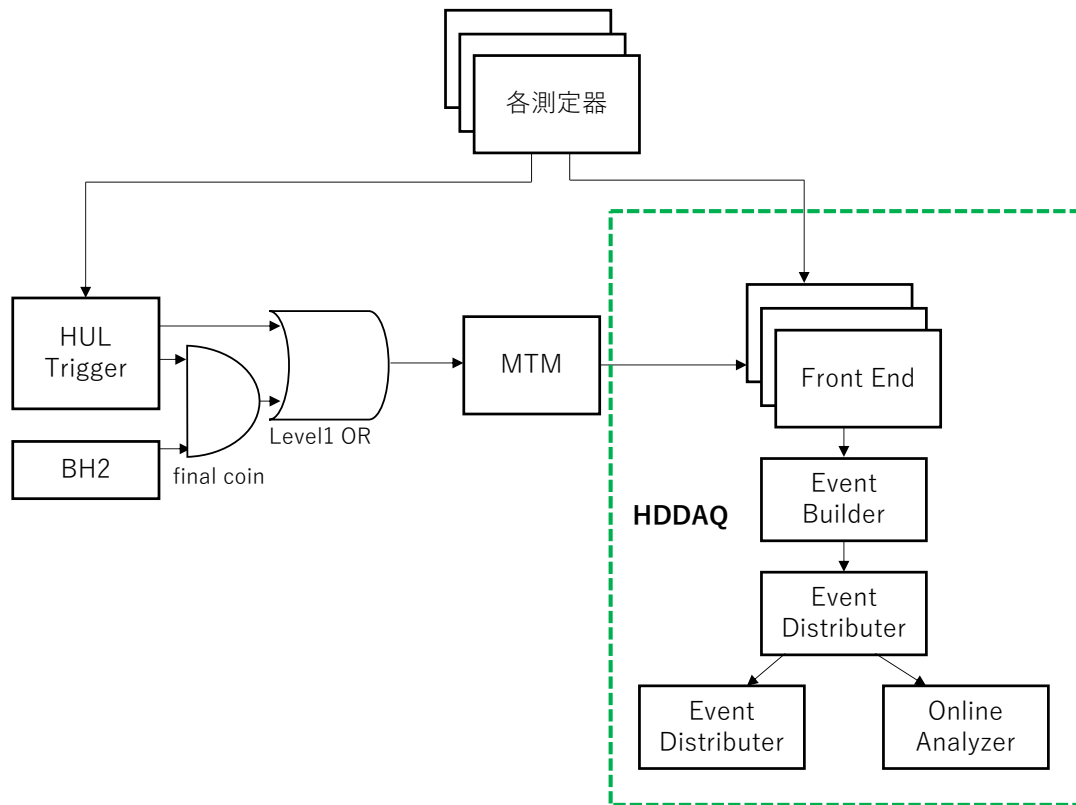 各測定器
HUL
Trigger
BH2
final coin
Level1 OR
MTM
Front End
HDDAQ
Event
Builder
Event
Distributer
Event
Distributer
Online
Analyzer